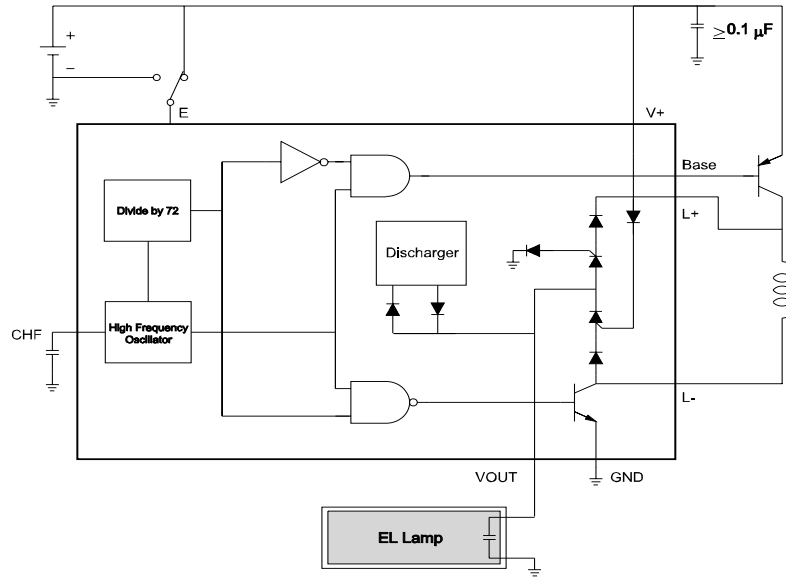 +
≥0.1 µF
–
E
V+
Base
Divide by 72
L+
Discharger
CHF
High Frequency
Oscillator
L-
VOUT
GND
EL Lamp